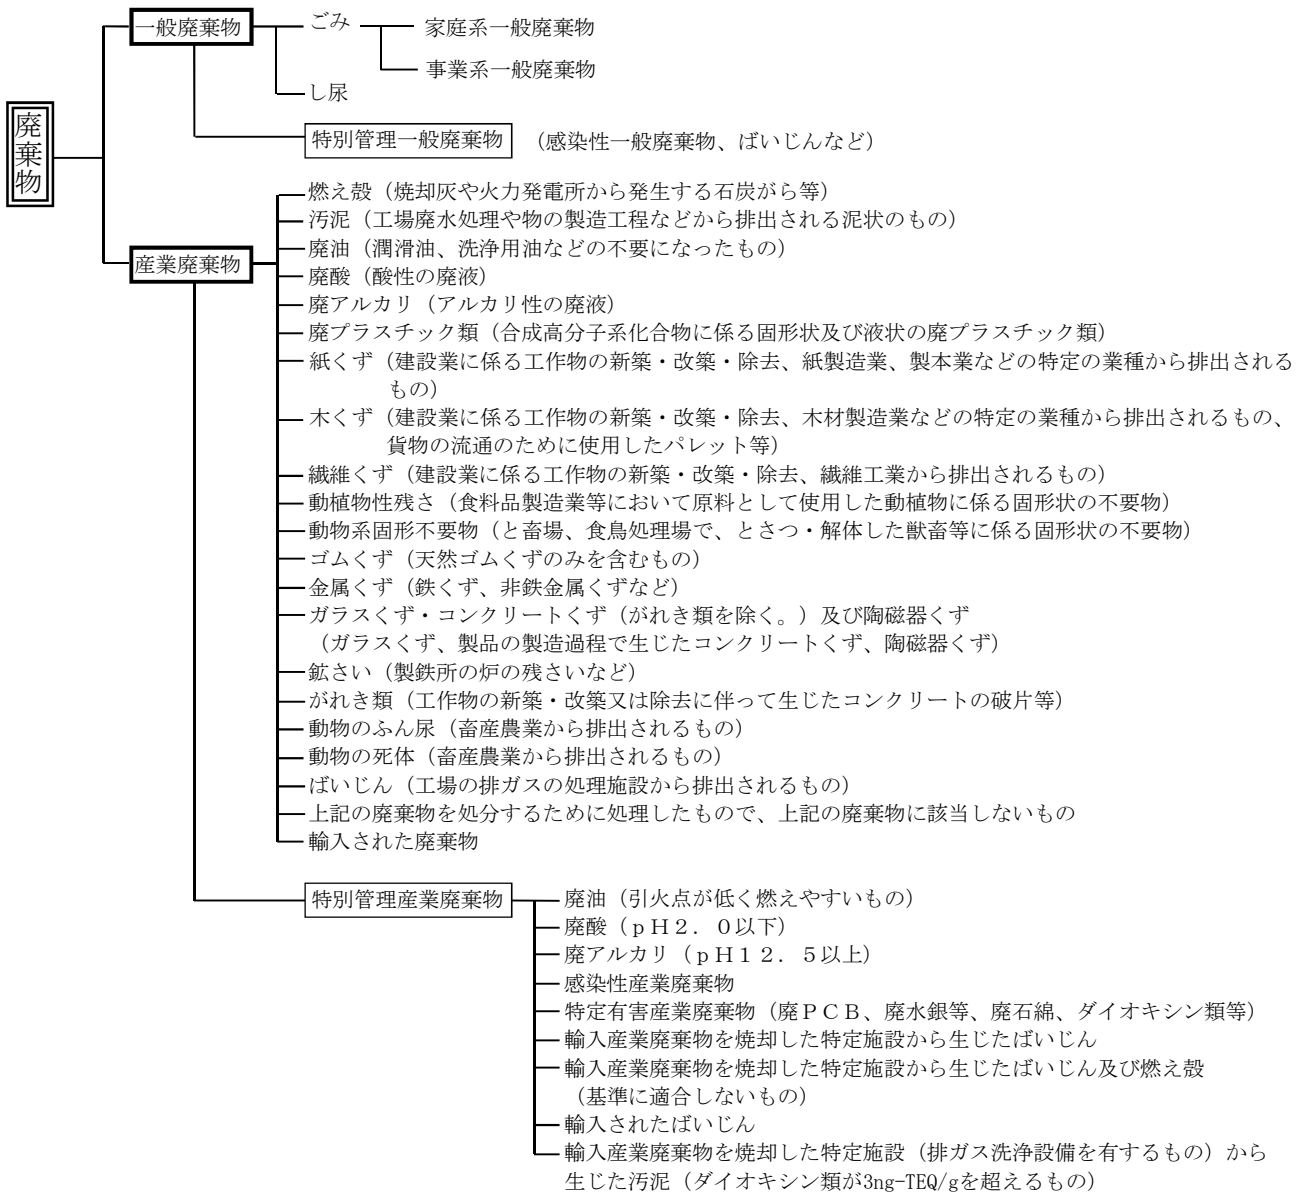 廃棄物
一般廃棄物
ごみ
家庭系一般廃棄物
事業系一般廃棄物
し尿
特別管理一般廃棄物
(感染性一般廃棄物、ばいじんなど)
産業廃棄物
燃え殻(焼却灰や火力発電所から発生する石炭がら等)
汚泥(工場廃水処理や物の製造工程などから排出される泥状のもの)
廃油(潤滑油、洗浄用油などの不要になったもの)
廃酸(酸性の廃液)
廃アルカリ(アルカリ性の廃液)
廃プラスチック類(合成高分子系化合物に係る固形状及び液状の廃プラスチック類)
紙くず(建設業に係る工作物の新築・改築・除去、紙製造業、製本業などの特定の業種から排出される
もの)
木くず(建設業に係る工作物の新築・改築・除去、木材製造業などの特定の業種から排出されるもの、
貨物の流通のために使用したパレット等)
繊維くず(建設業に係る工作物の新築・改築・除去、繊維工業から排出されるもの)
動植物性残さ(食料品製造業等において原料として使用した動植物に係る固形状の不要物)
動物系固形不要物(と畜場、食鳥処理場で、とさつ・解体した獣畜等に係る固形状の不要物)
ゴムくず(天然ゴムくずのみを含むもの)
金属くず(鉄くず、非鉄金属くずなど)
ガラスくず・コンクリートくず(がれき類を除く。)及び陶磁器くず
(ガラスくず、製品の製造過程で生じたコンクリートくず、陶磁器くず)
鉱さい(製鉄所の炉の残さいなど)
がれき類(工作物の新築・改築又は除去に伴って生じたコンクリートの破片等)
動物のふん尿(畜産農業から排出されるもの)
動物の死体(畜産農業から排出されるもの)
ばいじん(工場の排ガスの処理施設から排出されるもの)
上記の廃棄物を処分するために処理したもので、上記の廃棄物に該当しないもの
輸入された廃棄物
特別管理産業廃棄物
廃油(引火点が低く燃えやすいもの)
廃酸(pH2.0以下)
廃アルカリ(pH12.5以上)
感染性産業廃棄物
特定有害産業廃棄物(廃PCB、廃水銀等、廃石綿、ダイオキシン類等)
輸入産業廃棄物を焼却した特定施設から生じたばいじん
輸入産業廃棄物を焼却した特定施設から生じたばいじん及び燃え殻
(基準に適合しないもの)
輸入されたばいじん
輸入産業廃棄物を焼却した特定施設(排ガス洗浄設備を有するもの)から
生じた汚泥(ダイオキシン類が3ng-TEQ/gを超えるもの)